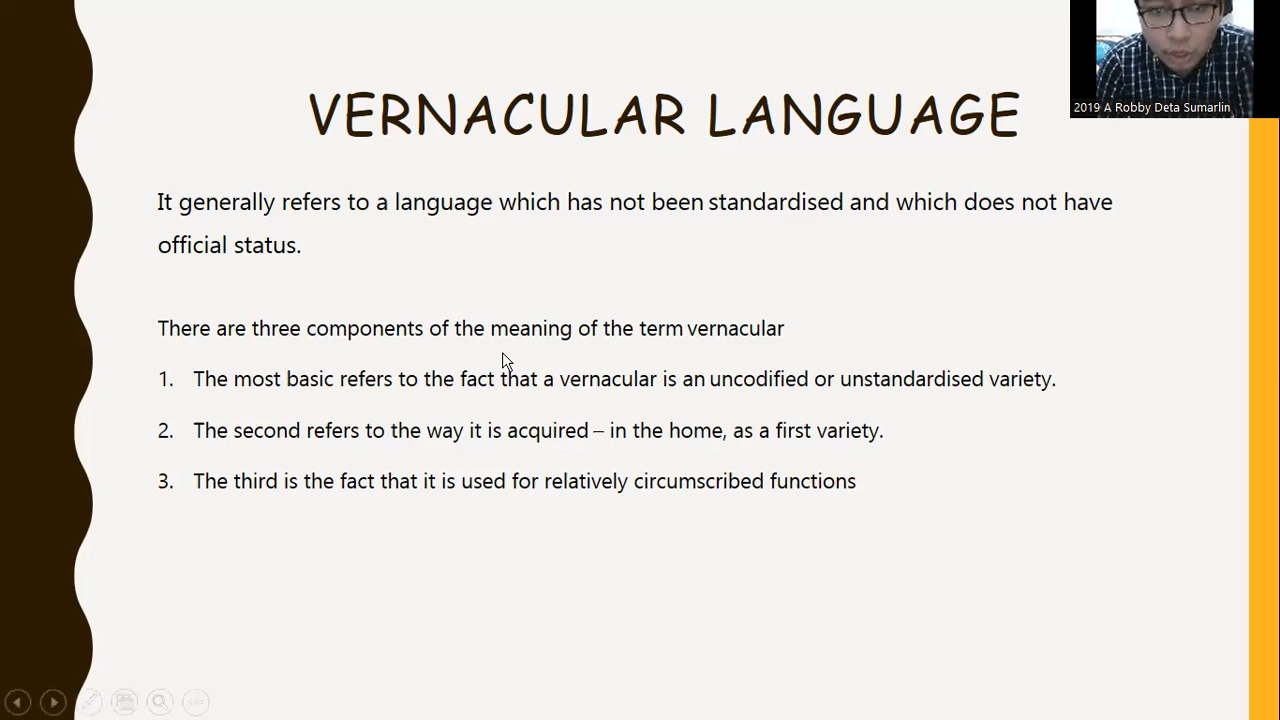 VERNACULAR LANGUAGE
2019 A Robby Deta Sumarlin
It generally refers to a language which has not been standardised and which does not have
official status.
There are three components of the meaning of the term vernacular
1. The most basic refers to the fact that a vernacular is an uncodified or unstandardised variety.
2. The second refers to the way it is acquired – in the home, as a first variety.
3. The third is the fact that it is used for relatively circumscribed functions